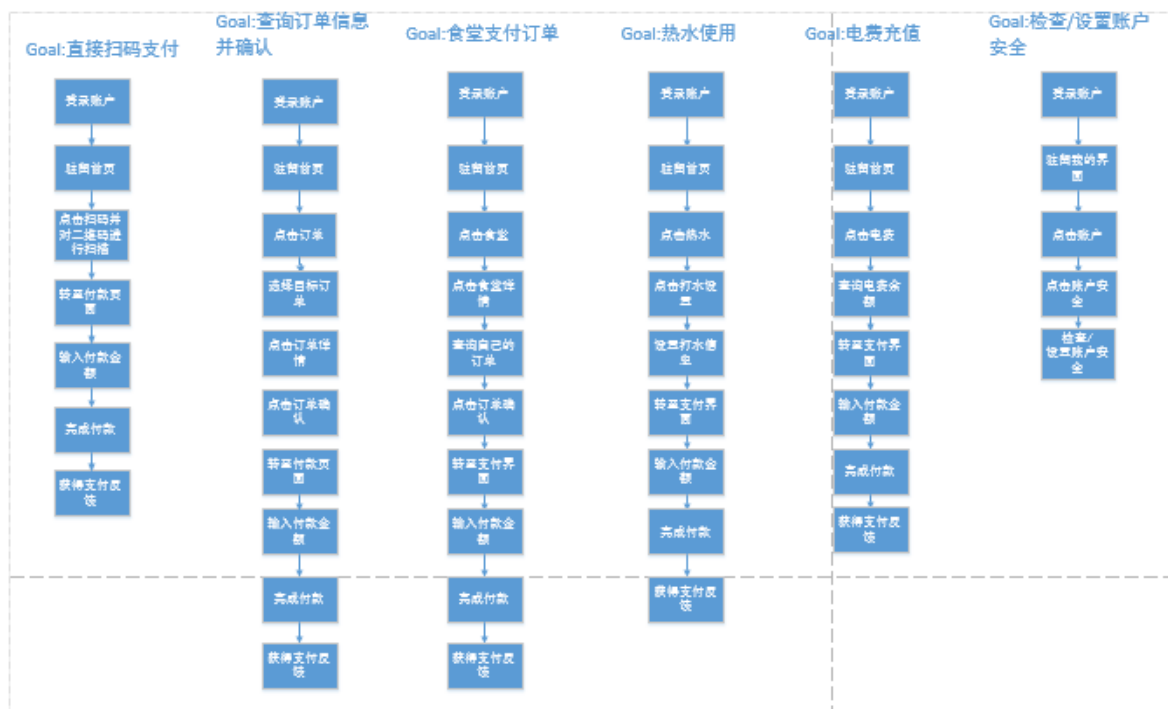 Goal:直接扫码支付
登录账户
驻留首页
点击扫码并
对二维码进
行扫描
转至付款页
面
输入付款金
额
完成付款
获得支付反
馈
Goal:查询订单信息
并确认
登录账户
驻留首页
点击订单
选择目标订
单
点击订单详
情
点击订单确
认
转至付款页
面
输入付款金
额
完成付款
获得支付反
馈
Goal:食堂支付订单
登录账户
驻留首页
点击食堂
点击食堂详
情
查询自己的
订单
点击订单确
认
转至支付界
面
输入付款金
额
完成付款
获得支付反
馈
Goal:热水使用
登录账户
驻留首页
点击热水
点击打水设
置
设置打水信
息
转至支付界
面
输入付款金
额
完成付款
获得支付反
馈
Goal:电费充值
登录账户
驻留首页
点击电费
查询电费余
额
转至支付界
面
输入付款金
额
完成付款
获得支付反
馈
Goal:检查/设置账户
安全
登录账户
驻留我的界
面
点击账户
点击账户安
全
检查/
设置账户安
全